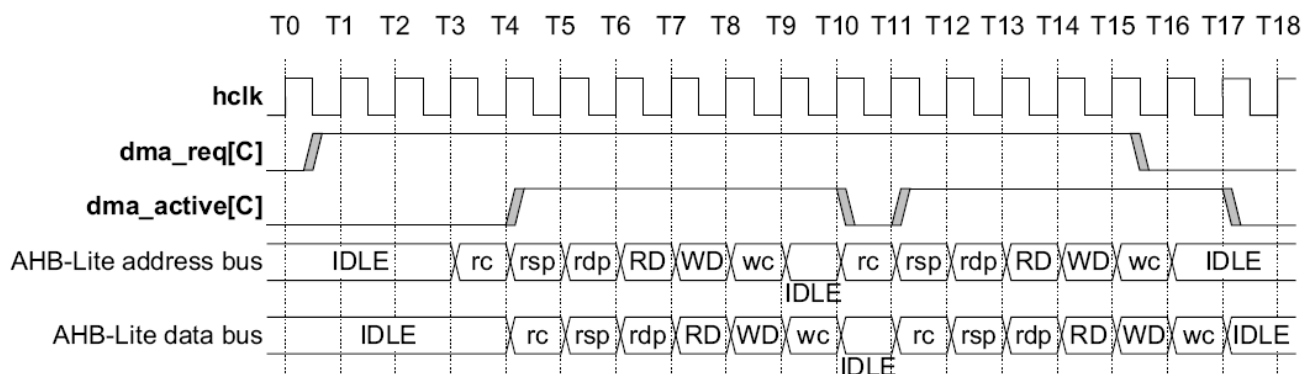 T0 T1 T2 T3 T4 T5 T6 T7 T8 T9 T10 T11 T12 T13 T14 T15 T16 T17 T18
hclk
dma_req[C]
dma_active[C]
AHB-Lite address bus IDLE rc rsp rdp RD WD wc rc rsp rdp RD WD wc IDLE
IDLE
AHB-Lite data bus IDLE rc rsp rdp RD WD wc rc rsp rdp RD WD wc IDLE
IDLE